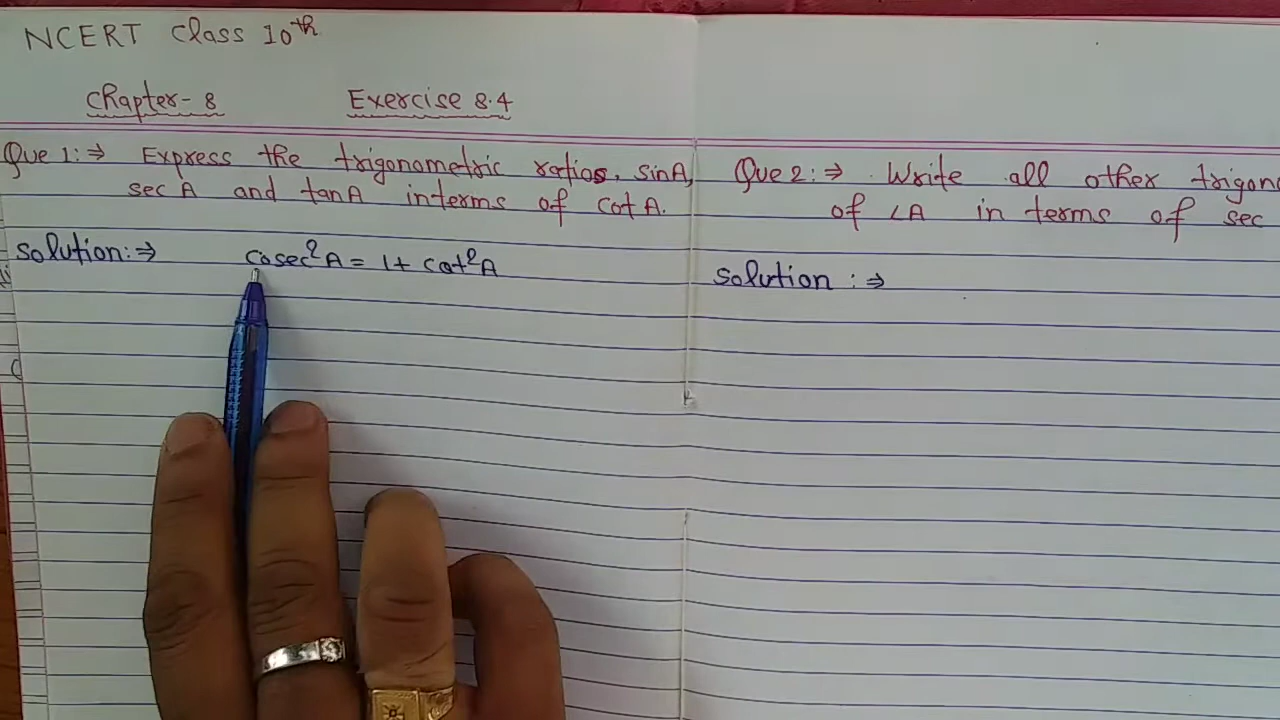 NCERT Class 10th
Chapter-8 Exercise 8.4
Que 1:⇒ Express the trigonometric ratios, sinA,
sec A and tanA interms of cot A.
Solution:⇒ cosec²A = 1+ cot²A
Que 2:⇒ Write all other trigon
of ∠A in terms of sec
Solution :⇒